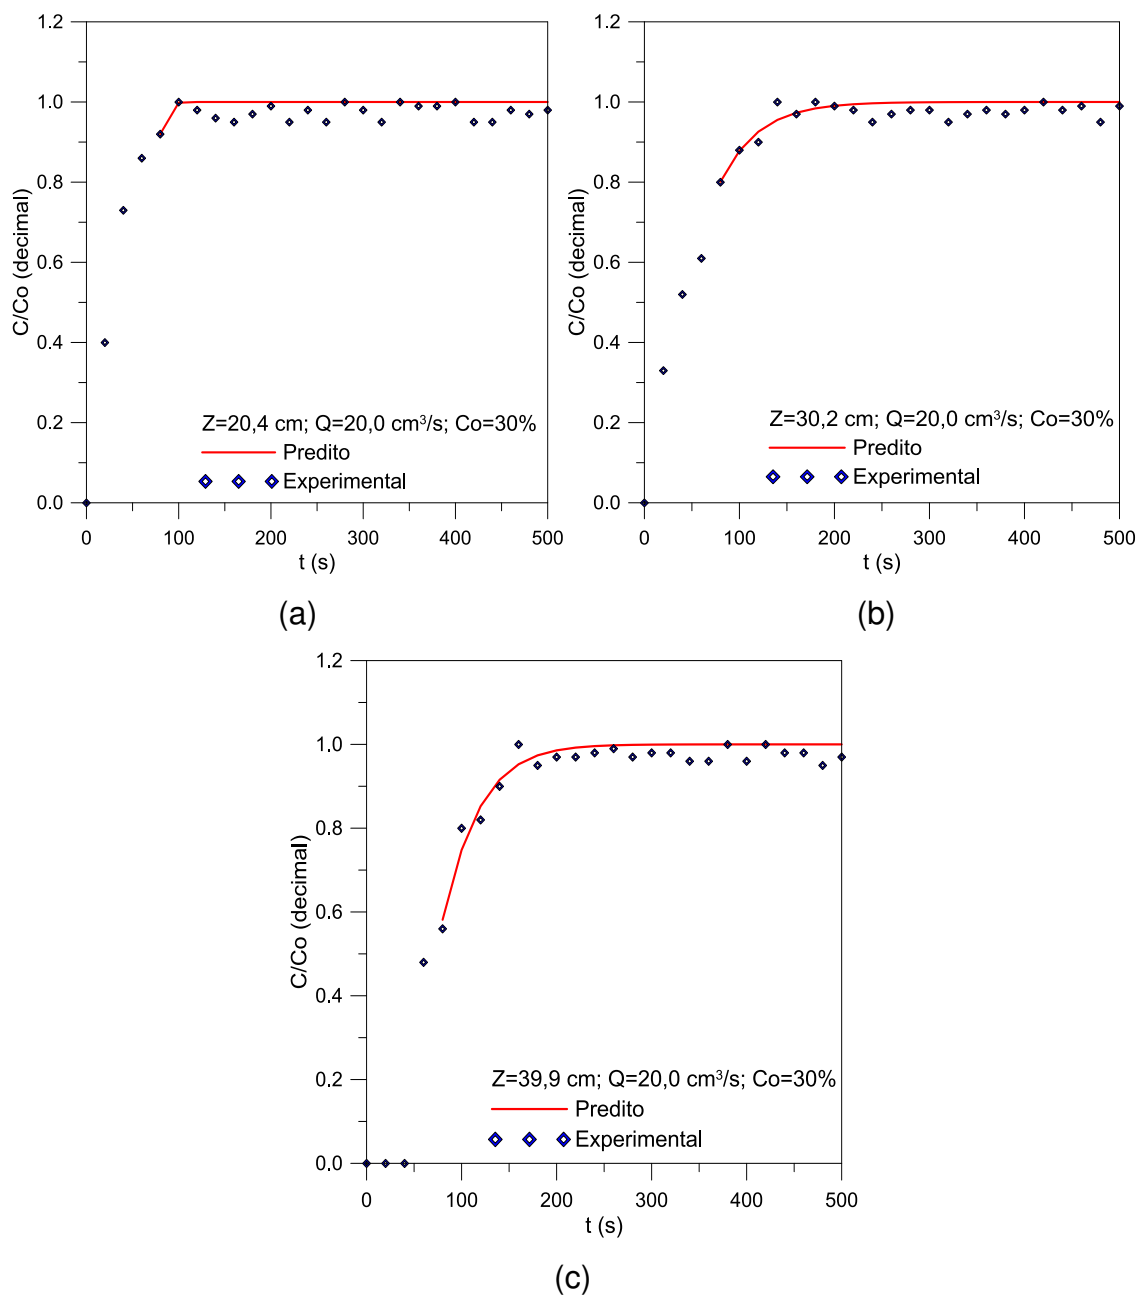 1.2
1.0
0.8
0.6
0.4
0.2
0.0
C/Co (decimal)
Z=20,4 cm; Q=20,0 cm³/s; Co=30%
Predito
Experimental
0 100 200 300 400 500
t (s)
(a)
1.2
1.0
0.8
0.6
0.4
0.2
0.0
C/Co (decimal)
Z=30,2 cm; Q=20,0 cm³/s; Co=30%
Predito
Experimental
0 100 200 300 400 500
t (s)
(b)
1.2
1.0
0.8
0.6
0.4
0.2
0.0
C/Co (decimal)
Z=39,9 cm; Q=20,0 cm³/s; Co=30%
Predito
Experimental
0 100 200 300 400 500
t (s)
(c)